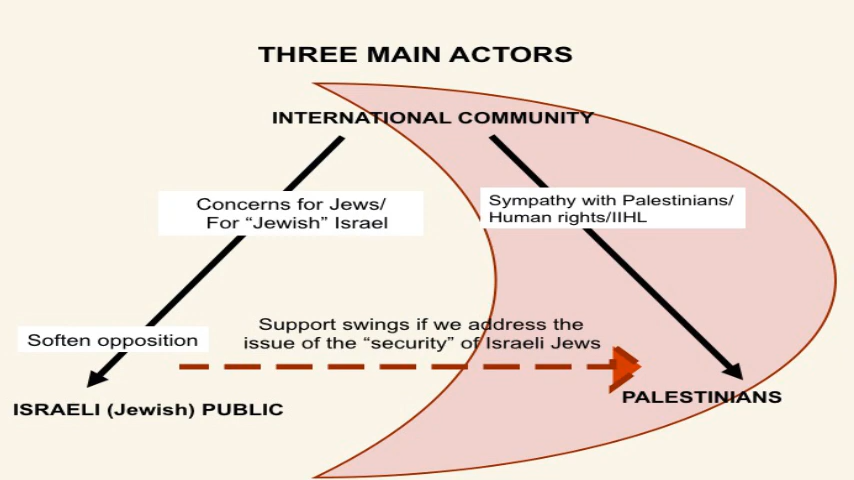 THREE MAIN ACTORS
INTERNATIONAL COMMUNITY
Concerns for Jews/
For “Jewish” Israel
Sympathy with Palestinians/
Human rights/IIHL
Soften opposition
Support swings if we address the
issue of the “security” of Israeli Jews
ISRAELI (Jewish) PUBLIC
PALESTINIANS